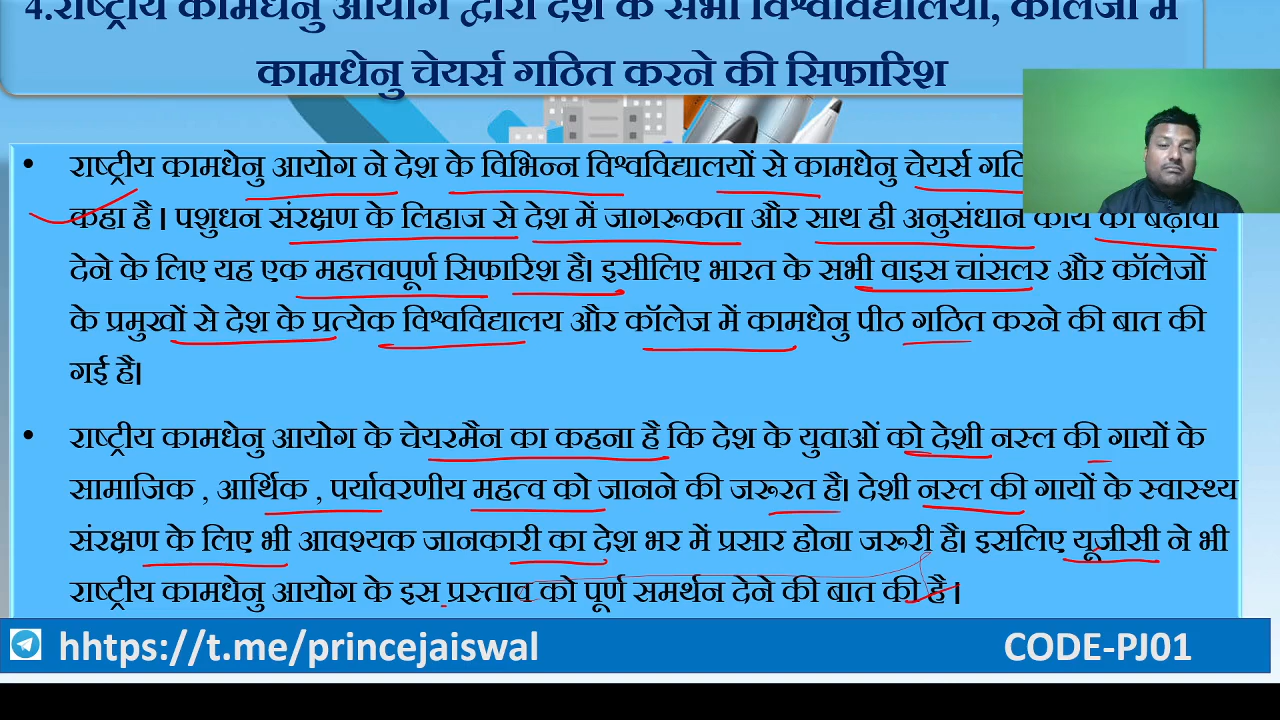 4.राष्ट्रीय कामधेनु आयोग द्वारा देश के सभी विश्वविद्यालयों, कॉलेजों में
कामधेनु चेयर्स गठित करने की सिफारिश
• राष्ट्रीय कामधेनु आयोग ने देश के विभिन्न विश्वविद्यालयों से कामधेनु चेयर्स
कहा है । पशुधन संरक्षण के लिहाज से देश में जागरूकता और साथ ही अनुसंधान कार्य को बढ़ावा
देने के लिए यह एक महत्तवपूर्ण सिफारिश है। इसीलिए भारत के सभी वाइस चांसलर और कॉलेजों
के प्रमुखों से देश के प्रत्येक विश्वविद्यालय और कॉलेज में कामधेनु पीठ गठित करने की बात की
गई है।
• राष्ट्रीय कामधेनु आयोग के चेयरमैन का कहना है कि देश के युवाओं को देशी नस्ल की गायों के
सामाजिक , आर्थिक , पर्यावरणीय महत्व को जानने की जरूरत है। देशी नस्ल की गायों के स्वास्थ्य
संरक्षण के लिए भी आवश्यक जानकारी का देश भर में प्रसार होना जरूरी है। इसलिए यूजीसी ने भी
राष्ट्रीय कामधेनु आयोग के इस प्रस्ताव को पूर्ण समर्थन देने की बात की है ।
hhtps://t.me/princejaiswal CODE-PJ01